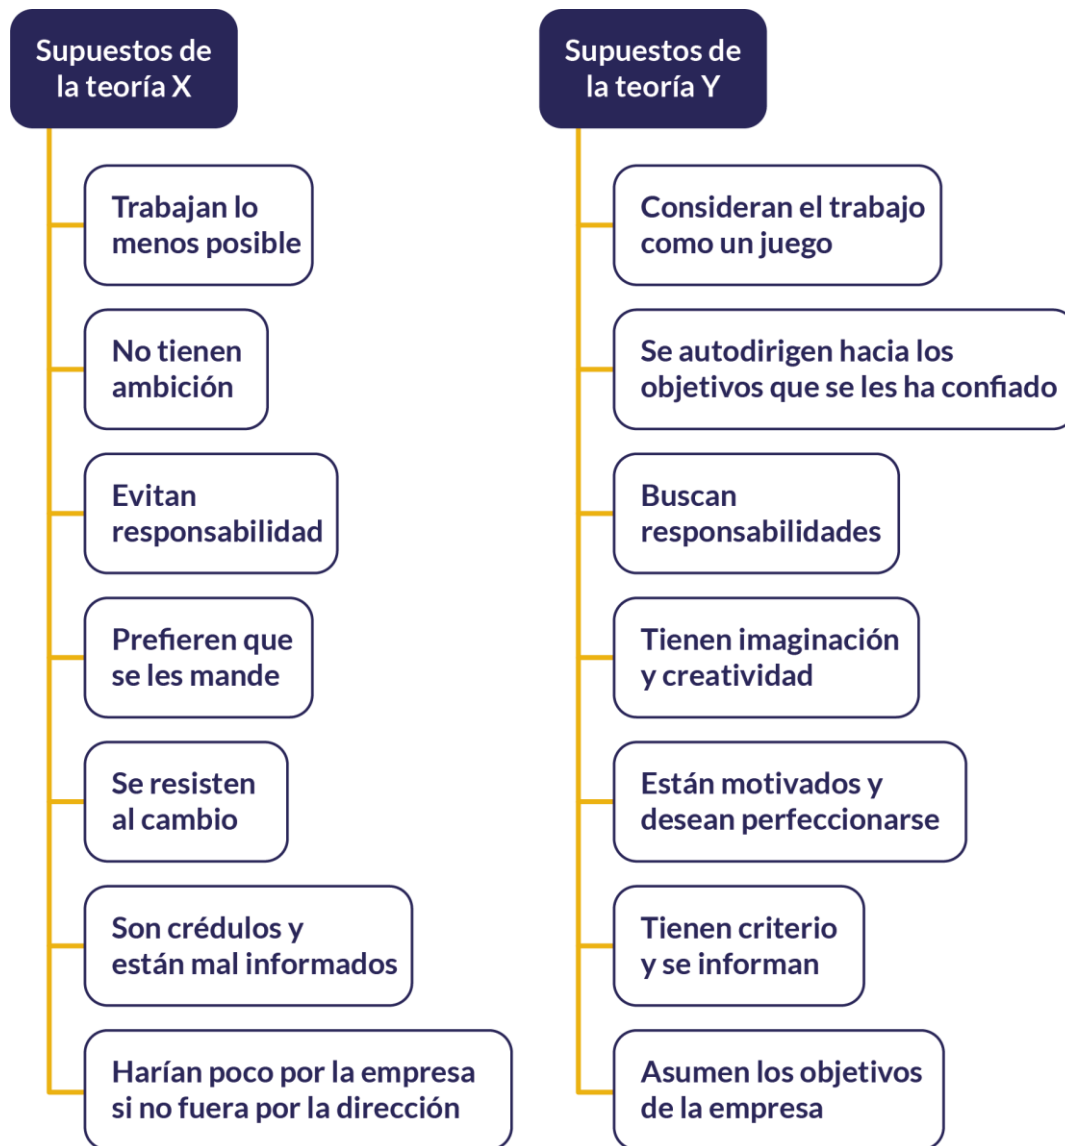 Supuestos de
la teoría X
Trabajan lo
menos posible
No tienen
ambición
Evitan
responsabilidad
Prefieren que
se les mande
Se resisten
al cambio
Son crédulos y
están mal informados
Harían poco por la empresa
si no fuera por la dirección
Supuestos de
la teoría Y
Consideran el trabajo
como un juego
Se autodirigen hacia los
objetivos que se les ha confiado
Buscan
responsabilidades
Tienen imaginación
y creatividad
Están motivados y
desean perfeccionarse
Tienen criterio
y se informan
Asumen los objetivos
de la empresa